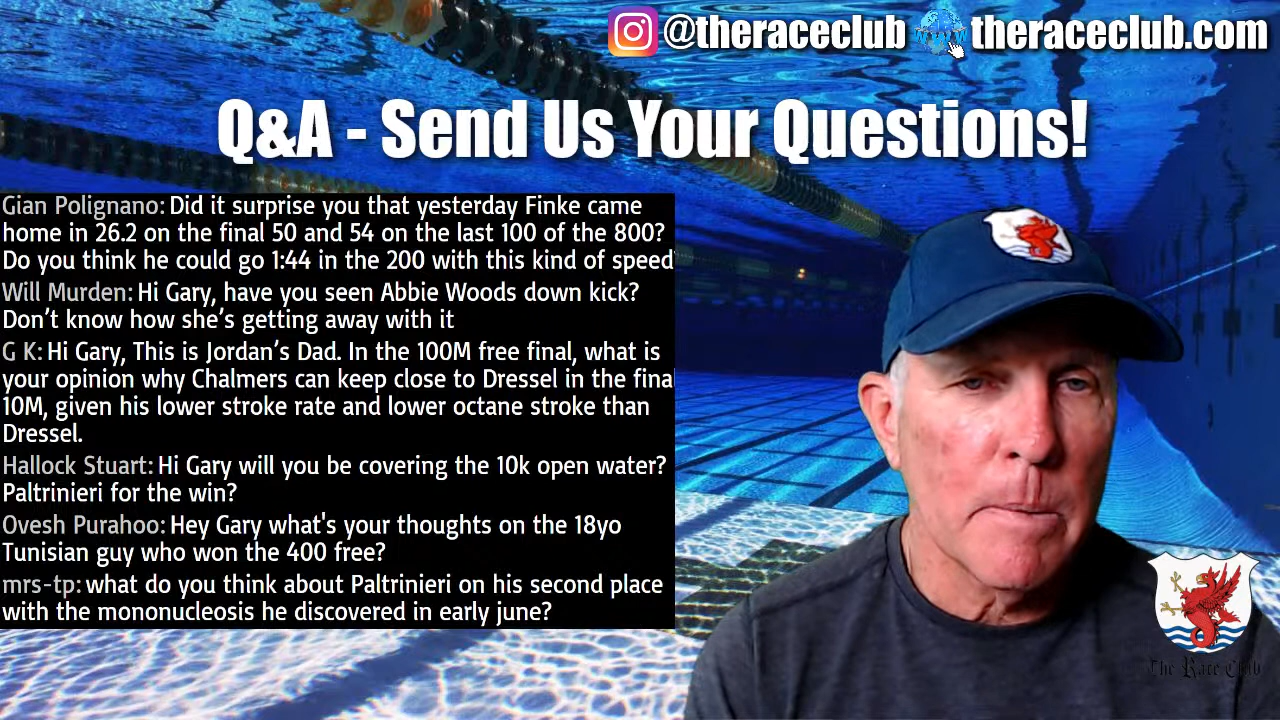 @theraceclub www theraceclub.com
Q&A - Send Us Your Questions!
Gian Polignano: Did it surprise you that yesterday Finke came
home in 26.2 on the final 50 and 54 on the last 100 of the 800?
Do you think he could go 1:44 in the 200 with this kind of speed
Will Murden: Hi Gary, have you seen Abbie Woods down kick?
Don’t know how she’s getting away with it
G K: Hi Gary, This is Jordan’s Dad. In the 100M free final, what is
your opinion why Chalmers can keep close to Dressel in the final
10M, given his lower stroke rate and lower octane stroke than
Dressel.
Hallock Stuart: Hi Gary will you be covering the 10k open water?
Paltrinieri for the win?
Ovesh Purahoo: Hey Gary what's your thoughts on the 18yo
Tunisian guy who won the 400 free?
mrs-tp: what do you think about Paltrinieri on his second place
with the mononucleosis he discovered in early june?
The Race Club